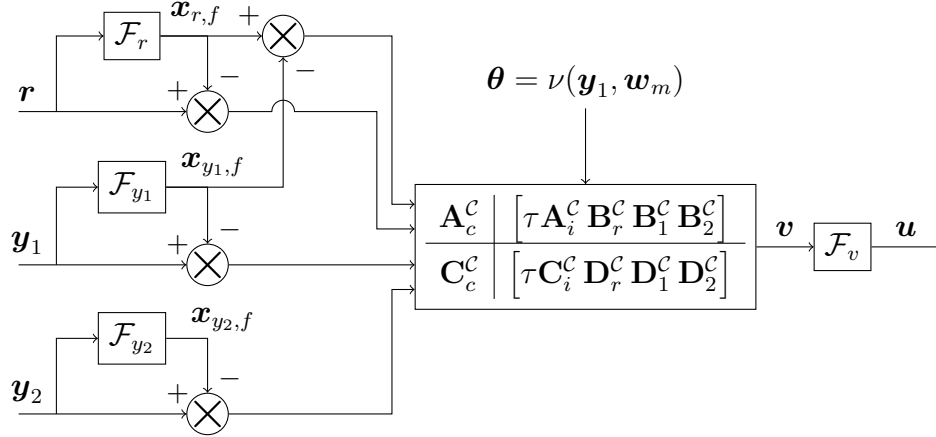 𝒙_{r,f}
+
ℱ_r
−
−
𝜽 = ν(𝒚_1, 𝒘_m)
𝒓
+
𝒙_{y_1,f}
ℱ_{y_1}
−
𝐀_c^𝒞 [τ𝐀_i^𝒞 𝐁_r^𝒞 𝐁_1^𝒞 𝐁_2^𝒞]
𝒗
𝒖
𝒚_1
+
ℱ_v
𝐂_c^𝒞 [τ𝐂_i^𝒞 𝐃_r^𝒞 𝐃_1^𝒞 𝐃_2^𝒞]
𝒙_{y_2,f}
ℱ_{y_2}
−
𝒚_2
+